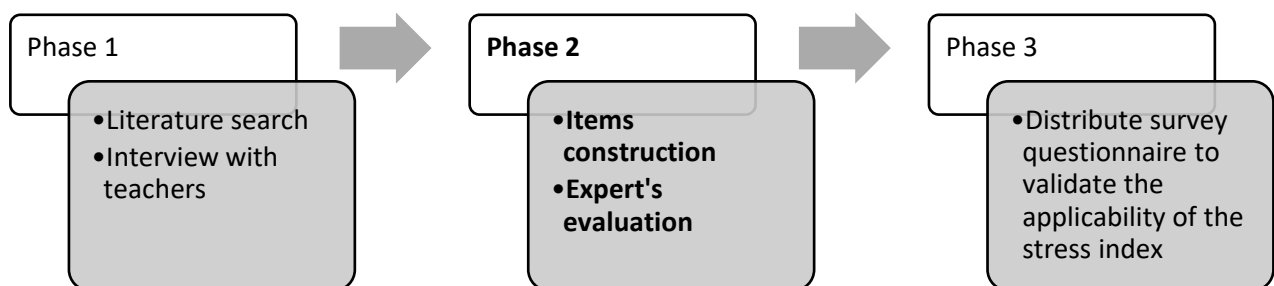 Phase 1
•Literature search
•Interview with
teachers
Phase 2
•Items
construction
•Expert's
evaluation
Phase 3
•Distribute survey
questionnaire to
validate the
applicability of the
stress index